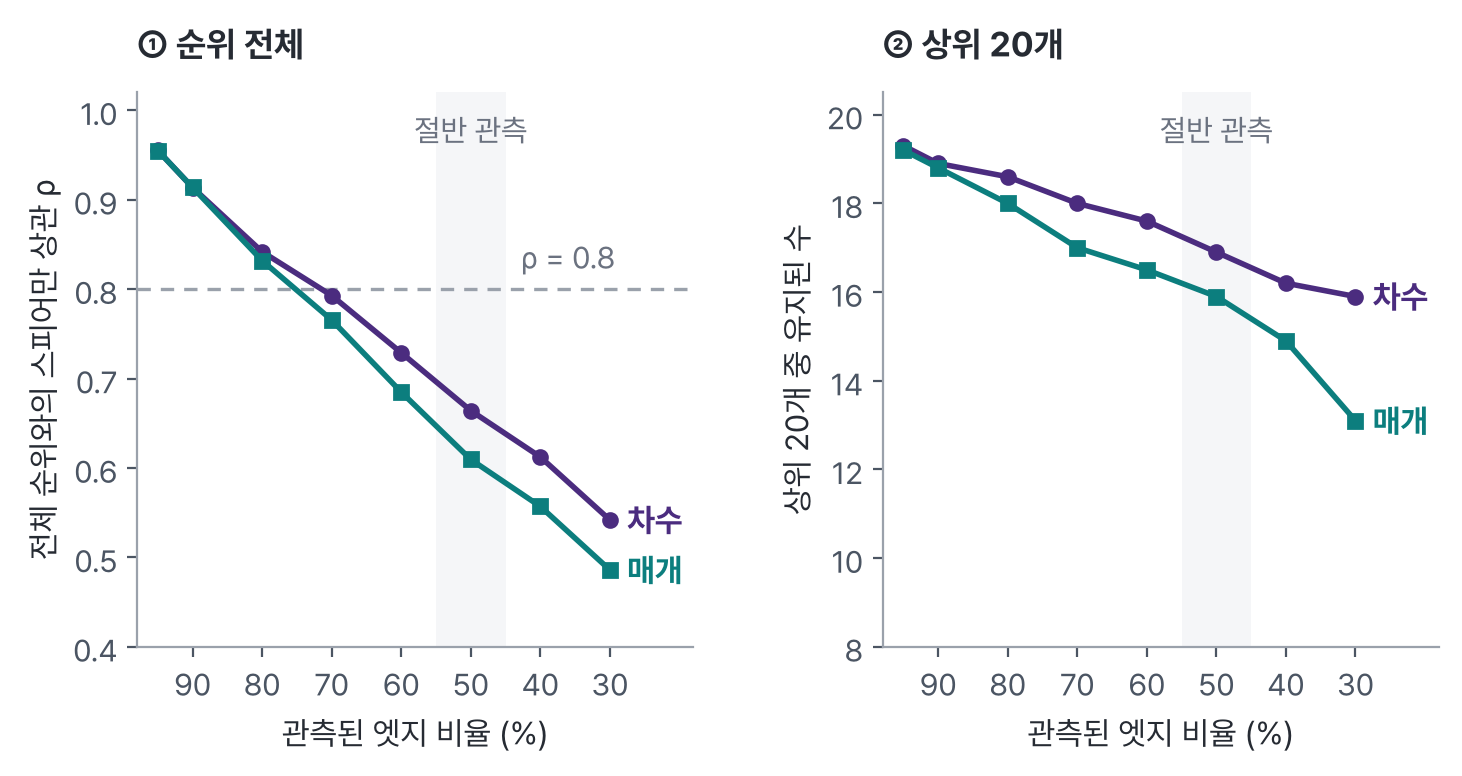 ① 순위 전체
전체 순위와의 스피어만 상관 ρ
1.0
0.9
0.8
0.7
0.6
0.5
0.4
절반 관측
ρ = 0.8
차수
매개
90 80 70 60 50 40 30
관측된 엣지 비율 (%)
② 상위 20개
상위 20개 중 유지된 수
20
18
16
14
12
10
8
절반 관측
차수
매개
90 80 70 60 50 40 30
관측된 엣지 비율 (%)